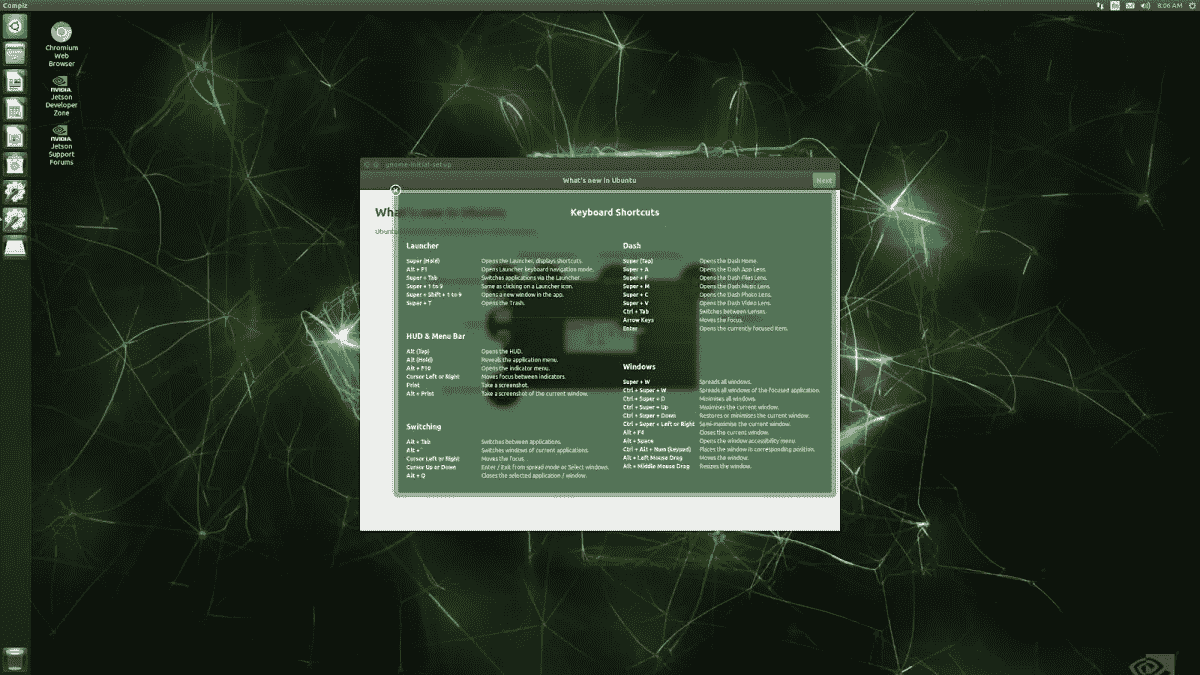 Compiz
8:06 AM
Chromium
Web
Browser
NVIDIA.
Jetson
Developer
Zone
NVIDIA.
Jetson
Support
Forums
gnome-initial-setup
What's new in Ubuntu
Next
What's new in Ubuntu
Keyboard Shortcuts
Launcher
Super (Hold) Opens the Launcher, displays shortcuts.
Alt + F1 Opens Launcher keyboard navigation mode.
Super + Tab Switches applications via the Launcher.
Super + 1 to 9 Same as clicking on a Launcher icon.
Super + Shift + 1 to 9 Opens a new window in the app.
Super + T Opens the Trash.
HUD & Menu Bar
Alt (Tap) Opens the HUD.
Alt (Hold) Reveals the application menu.
Alt + F10 Opens the indicator menu.
Cursor Left or Right Moves focus between indicators.
Print Take a screenshot.
Alt + Print Take a screenshot of the current window.
Switching
Alt + Tab Switches between applications.
Alt + ` Switches windows of current applications.
Cursor Left or Right Moves the focus.
Cursor Up or Down Enter / Exit from spread mode or Select windows.
Alt + Q Closes the selected application / window.
Dash
Super (Tap) Opens the Dash Home.
Super + A Opens the Dash App Lens.
Super + F Opens the Dash Files Lens.
Super + M Opens the Dash Music Lens.
Super + C Opens the Dash Photo Lens.
Super + V Opens the Dash Video Lens.
Ctrl + Tab Switches between Lenses.
Arrow Keys Moves the focus.
Enter Opens the currently focused item.
Windows
Super + W Spreads all windows.
Ctrl + Super + W Spreads all windows of the focused application.
Ctrl + Super + D Minimises all windows.
Ctrl + Super + Up Maximises the current window.
Ctrl + Super + Down Restores or minimises the current window.
Ctrl + Super + Left or Right Semi-maximise the current window.
Alt + F4 Closes the current window.
Alt + Space Opens the window accessibility menu.
Ctrl + Alt + Num (keypad) Places the window in corresponding position.
Alt + Left Mouse Drag Moves the window.
Alt + Middle Mouse Drag Resizes the window.